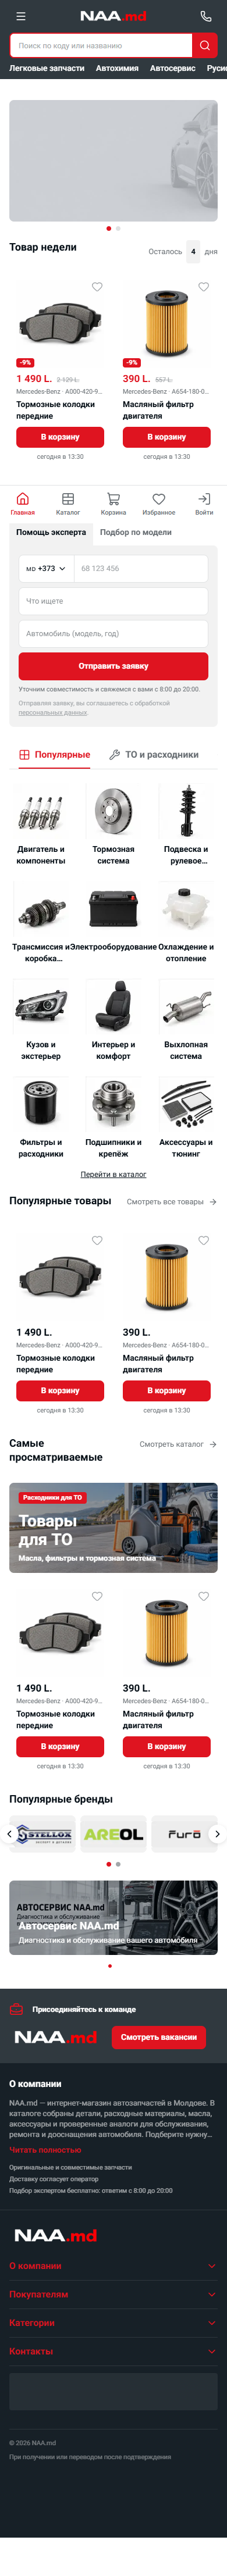 NAA.md
Поиск по коду или названию
Легковые запчасти Автохимия Автосервис Русс
Товар недели
Осталось 4 дня
-9%
1 490 L. 2 129 L.
Mercedes-Benz · A000-420-9...
Тормозные колодки
передние
В корзину
сегодня в 13:30
-9%
390 L. 557 L.
Mercedes-Benz · A654-180-0...
Масляный фильтр
двигателя
В корзину
сегодня в 13:30
Главная Каталог Корзина Избранное Войти
Помощь эксперта Подбор по модели
MD +373 68 123 456
Что ищете
Автомобиль (модель, год)
Отправить заявку
Уточним совместимость и свяжемся с вами с 8:00 до 20:00.
Отправляя заявку, вы соглашаетесь с обработкой
персональных данных
Популярные ТО и расходники
Двигатель и
компоненты
Тормозная
система
Подвеска и
рулевое...
Трансмиссия и
коробка...
Электрооборудование
Охлаждение и
отопление
Кузов и
экстерьер
Интерьер и
комфорт
Выхлопная
система
Фильтры и
расходники
Подшипники и
крепёж
Аксессуары и
тюнинг
Перейти в каталог
Популярные товары
Смотреть все товары
1 490 L.
Mercedes-Benz · A000-420-9...
Тормозные колодки
передние
В корзину
сегодня в 13:30
390 L.
Mercedes-Benz · A654-180-0...
Масляный фильтр
двигателя
В корзину
сегодня в 13:30
Самые
просматриваемые
Смотреть каталог
Расходники для ТО
Товары
для ТО
Масла, фильтры и тормозная система
1 490 L.
Mercedes-Benz · A000-420-9...
Тормозные колодки
передние
В корзину
сегодня в 13:30
390 L.
Mercedes-Benz · A654-180-0...
Масляный фильтр
двигателя
В корзину
сегодня в 13:30
Популярные бренды
STELLOX
AREOL
Furo
АВТОСЕРВИС NAA.MD
Диагностика и обслуживание
Автосервис NAA.md
Диагностика и обслуживание вашего автомобиля
Присоединяйтесь к команде
NAA.md
Смотреть вакансии
О компании
NAA.md — интернет-магазин автозапчастей в Молдове. В
каталоге собраны детали, расходные материалы, масла,
аксессуары и проверенные аналоги для обслуживания,
ремонта и дооснащения автомобиля. Подберите нужну...
Читать полностью
Оригинальные и совместимые запчасти
Доставку согласует оператор
Подбор экспертом бесплатно: ответим с 8:00 до 20:00
NAA.md
О компании
Покупателям
Категории
Контакты
© 2026 NAA.md
При получении или переводом после подтверждения